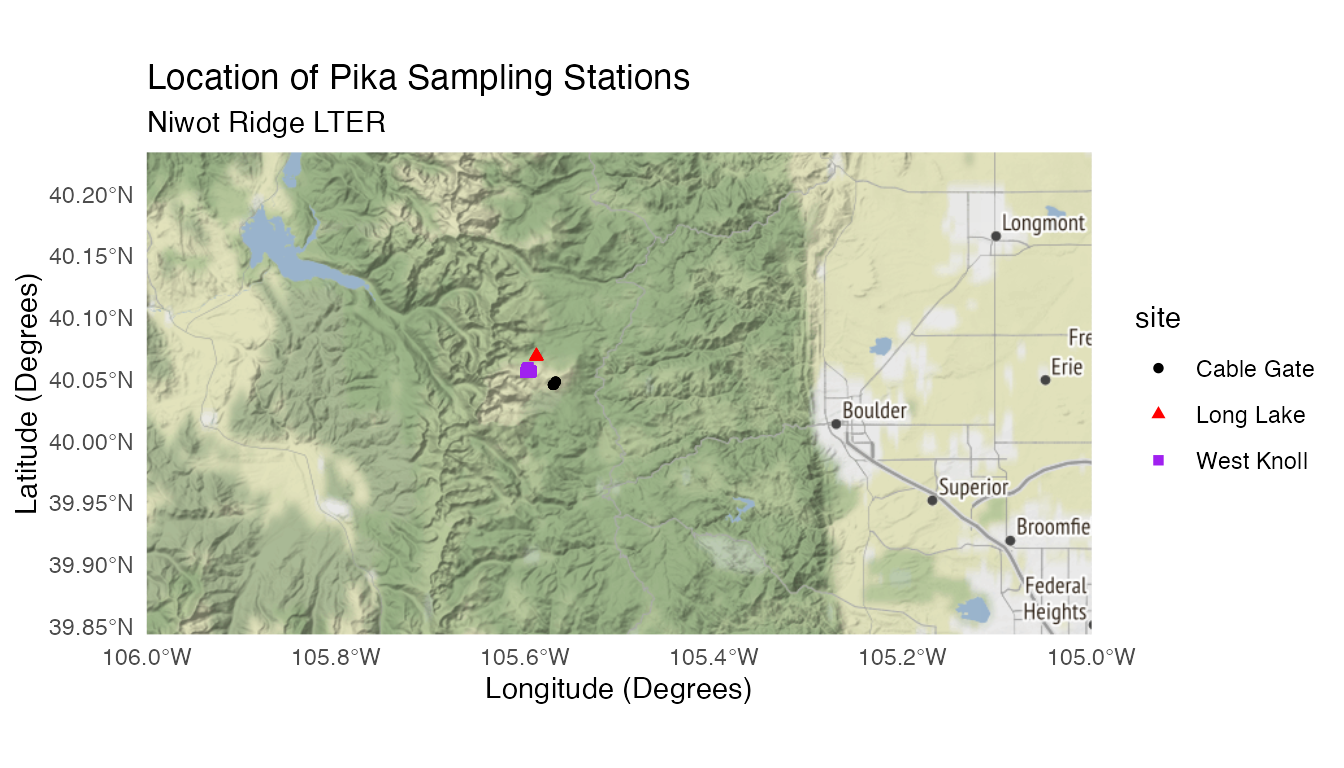 Location of Pika Sampling Stations
Niwot Ridge LTER
Latitude (Degrees)
40.20°N
40.15°N
40.10°N
40.05°N
40.00°N
39.95°N
39.90°N
39.85°N
106.0°W 105.8°W 105.6°W 105.4°W 105.2°W 105.0°W
Longitude (Degrees)
Longmont
Fre
Erie
Boulder
Superior
Broomfie
Federal
Heights
site
Cable Gate
Long Lake
West Knoll